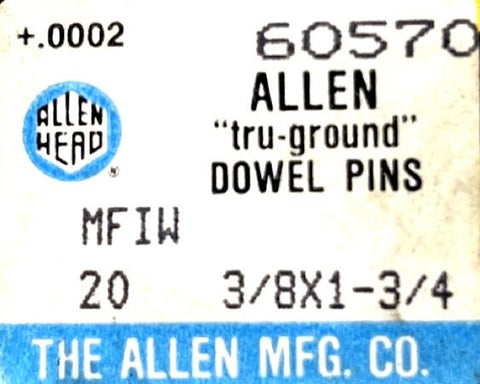 +.0002 60570
ALLEN
ALLEN HEAD
®
"tru-ground"
DOWEL PINS
MFIW
20 3/8X1-3/4
THE ALLEN MFG. CO.